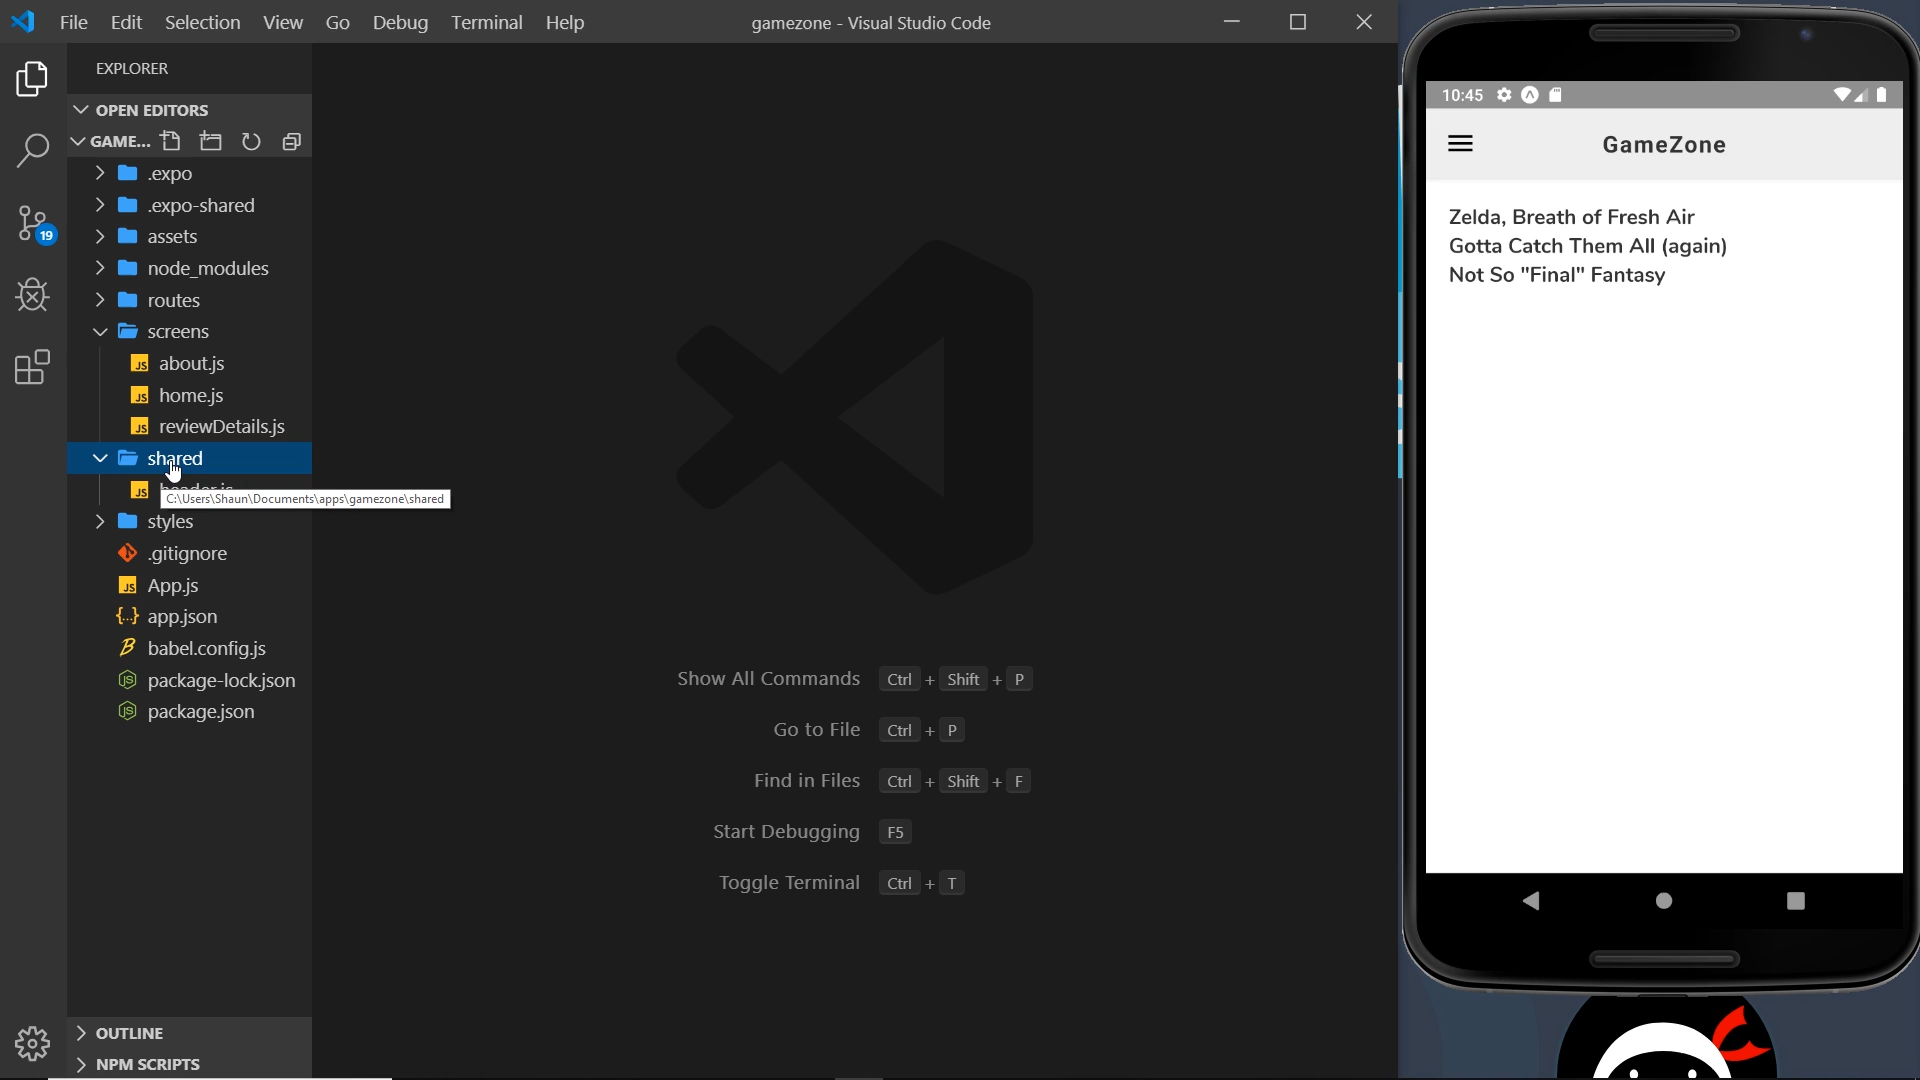 File Edit Selection View Go Debug Terminal Help
gamezone - Visual Studio Code
EXPLORER
OPEN EDITORS
GAME...
.expo
.expo-shared
assets
node_modules
routes
screens
about.js
home.js
reviewDetails.js
shared
C:\Users\Shaun\Documents\apps\gamezone\shared
styles
.gitignore
App.js
app.json
babel.config.js
package-lock.json
package.json
OUTLINE
NPM SCRIPTS
19
Show All Commands Ctrl + Shift + P
Go to File Ctrl + P
Find in Files Ctrl + Shift + F
Start Debugging F5
Toggle Terminal Ctrl + T
10:45
GameZone
Zelda, Breath of Fresh Air
Gotta Catch Them All (again)
Not So "Final" Fantasy